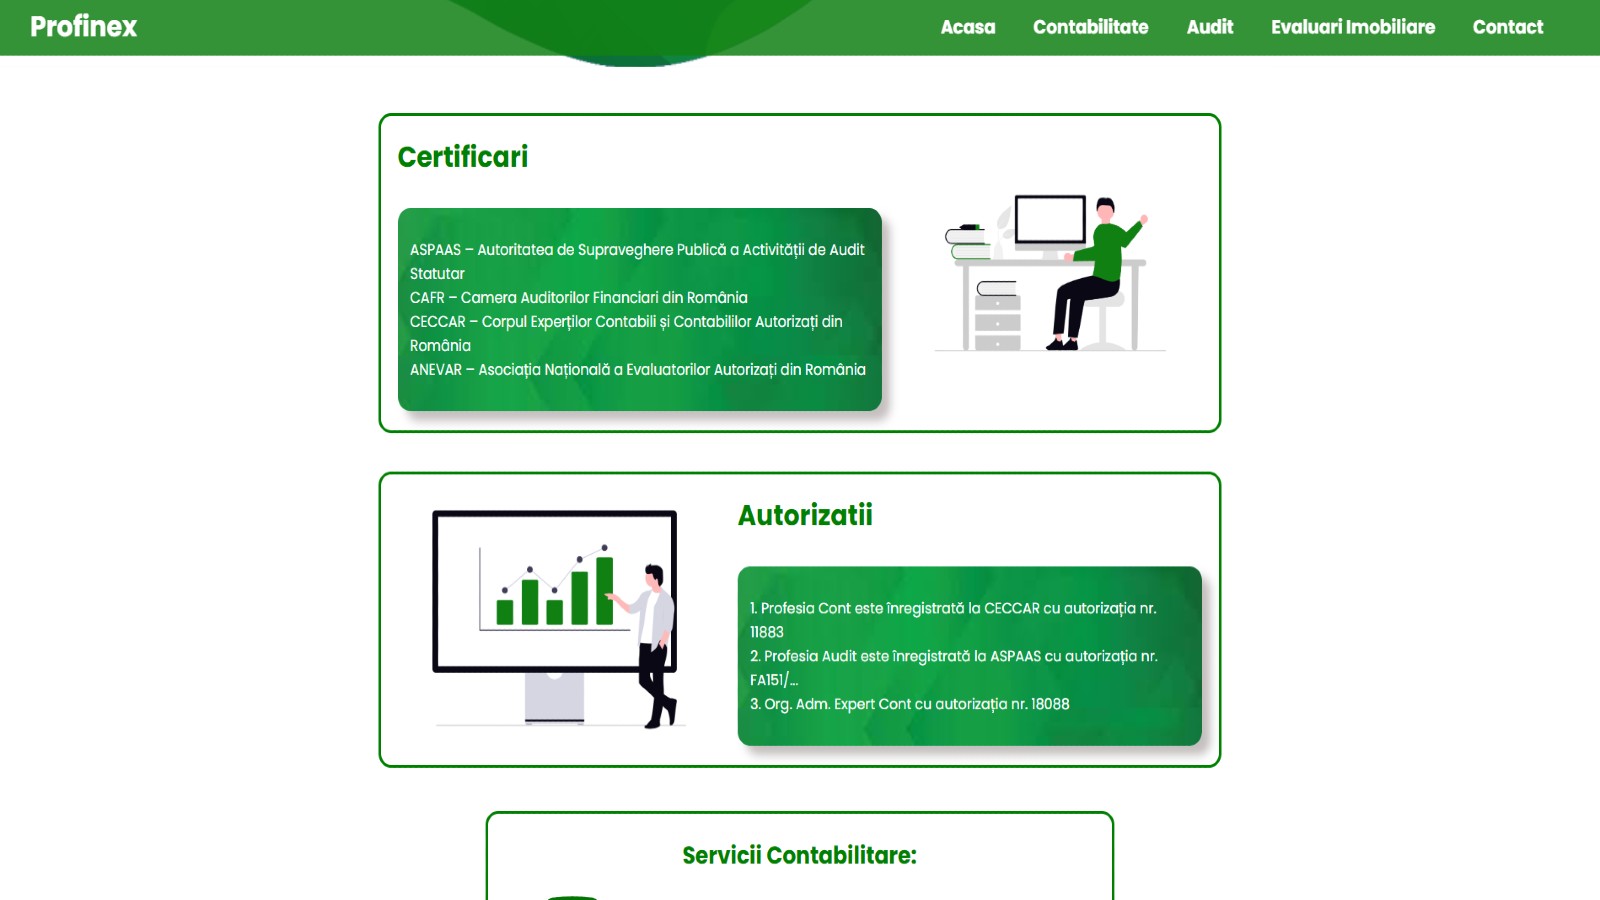 Profinex
Acasa Contabilitate Audit Evaluari Imobiliare Contact
Certificari
ASPAAS – Autoritatea de Supraveghere Publică a Activității de Audit
Statutar
CAFR – Camera Auditorilor Financiari din România
CECCAR – Corpul Experților Contabili și Contabililor Autorizați din
România
ANEVAR – Asociația Națională a Evaluatorilor Autorizați din România
Autorizatii
1. Profesia Cont este înregistrată la CECCAR cu autorizația nr.
11883
2. Profesia Audit este înregistrată la ASPAAS cu autorizația nr.
FA151/...
3. Org. Adm. Expert Cont cu autorizația nr. 18088
Servicii Contabilitare: